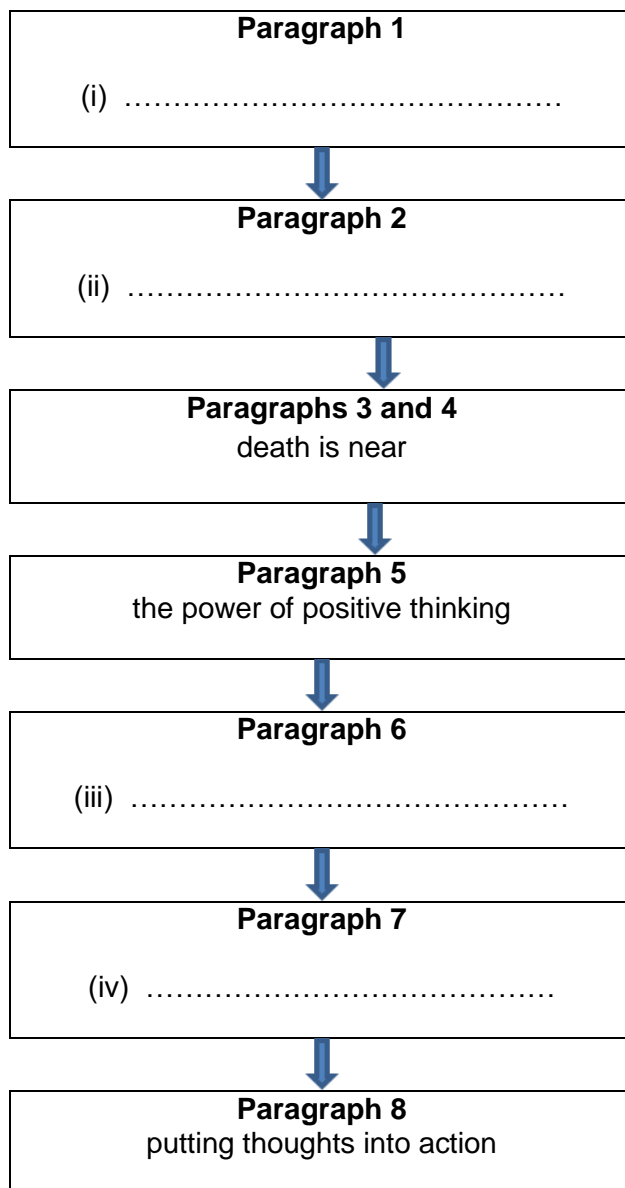 Paragraph 1
(i) ………………………………………
Paragraph 2
(ii) ………………………………………
Paragraphs 3 and 4
death is near
Paragraph 5
the power of positive thinking
Paragraph 6
(iii) ………………………………………
Paragraph 7
(iv) ……………………………………
Paragraph 8
putting thoughts into action